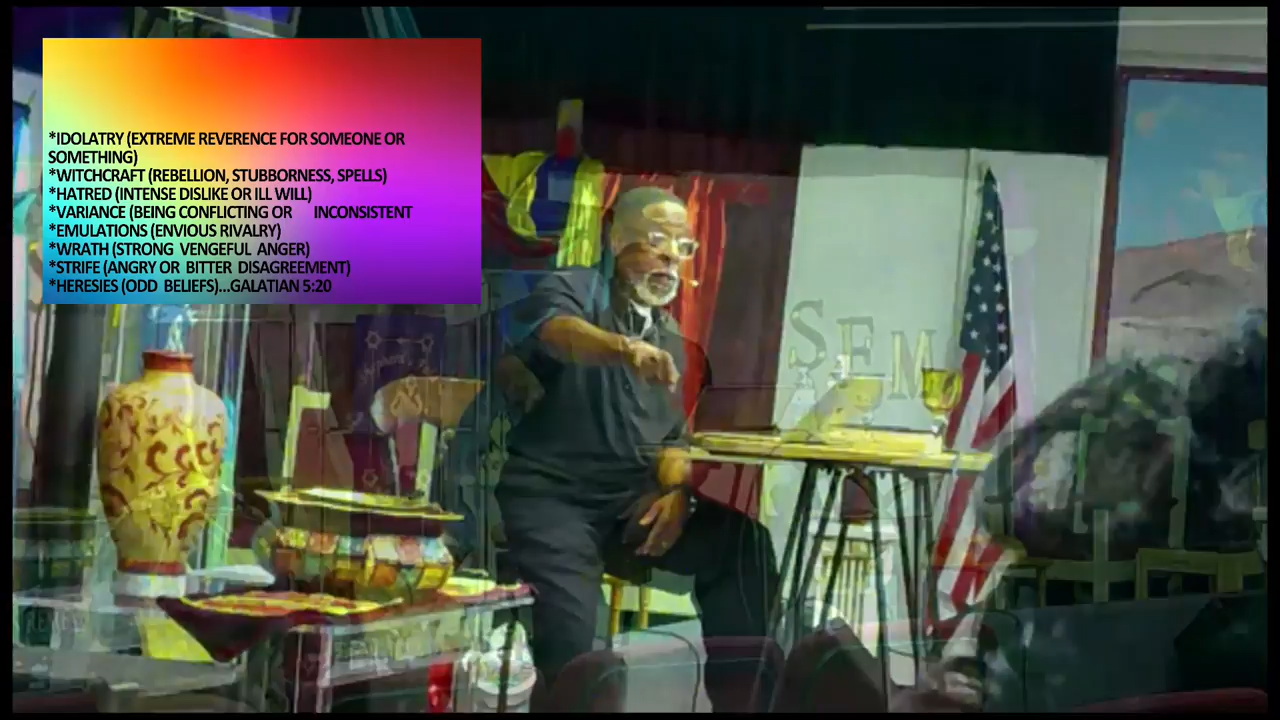 *IDOLATRY (EXTREME REVERENCE FOR SOMEONE OR
SOMETHING)
*WITCHCRAFT (REBELLION, STUBBORNESS, SPELLS)
*HATRED (INTENSE DISLIKE OR ILL WILL)
*VARIANCE (BEING CONFLICTING OR INCONSISTENT
*EMULATIONS (ENVIOUS RIVALRY)
*WRATH (STRONG VENGEFUL ANGER)
*STRIFE (ANGRY OR BITTER DISAGREEMENT)
*HERESIES (ODD BELIEFS)...GALATIAN 5:20
SEM